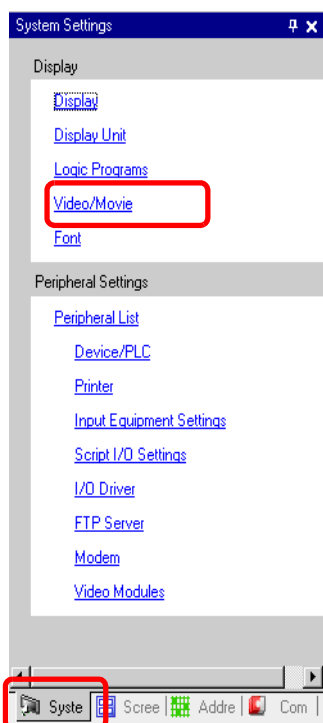 System Settings
Display
Display
Display Unit
Logic Programs
Video/Movie
Font
Peripheral Settings
Peripheral List
Device/PLC
Printer
Input Equipment Settings
Script I/O Settings
I/O Driver
FTP Server
Modem
Video Modules
Syste Scree Addre Com